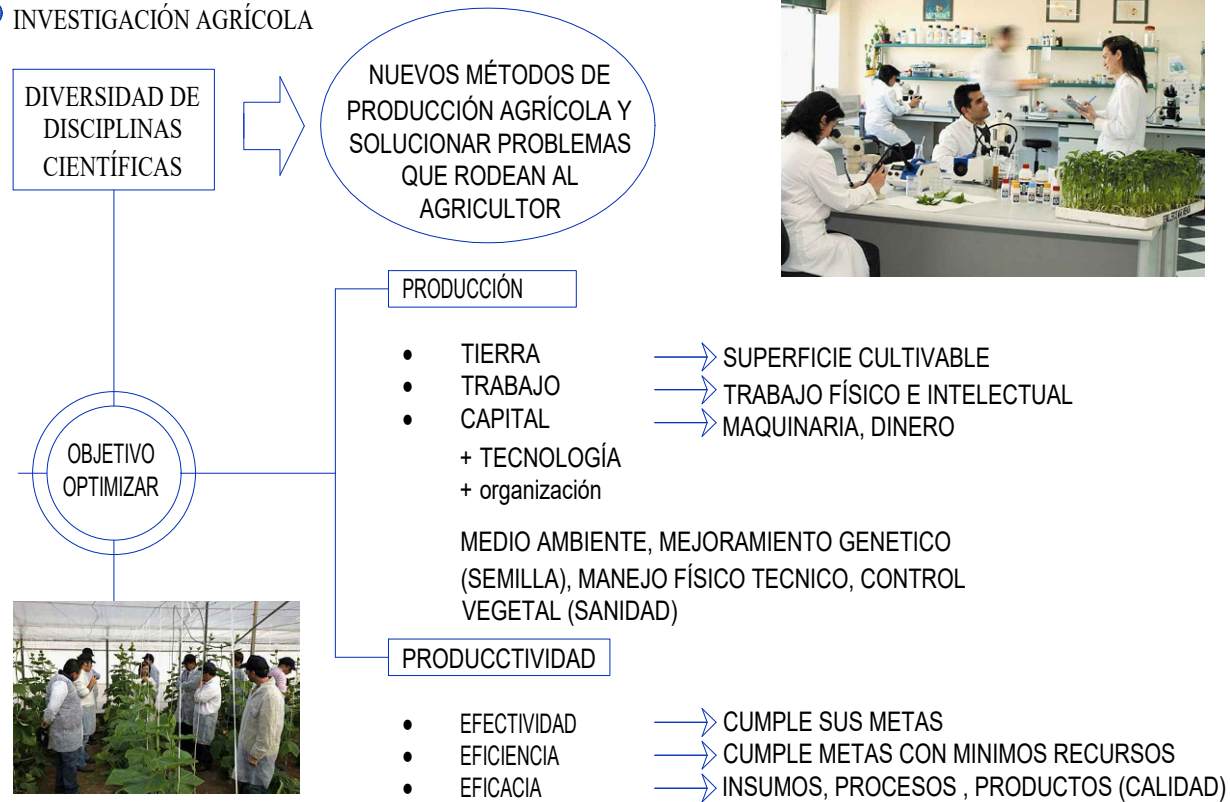 INVESTIGACIÓN AGRÍCOLA
DIVERSIDAD DE
DISCIPLINAS
CIENTÍFICAS
NUEVOS MÉTODOS DE
PRODUCCIÓN AGRÍCOLA Y
SOLUCIONAR PROBLEMAS
QUE RODEAN AL
AGRICULTOR
OBJETIVO
OPTIMIZAR
PRODUCCIÓN
• TIERRA SUPERFICIE CULTIVABLE
• TRABAJO TRABAJO FÍSICO E INTELECTUAL
• CAPITAL MAQUINARIA, DINERO
+ TECNOLOGÍA
+ organización
MEDIO AMBIENTE, MEJORAMIENTO GENETICO
(SEMILLA), MANEJO FÍSICO TECNICO, CONTROL
VEGETAL (SANIDAD)
PRODUCCTIVIDAD
• EFECTIVIDAD CUMPLE SUS METAS
• EFICIENCIA CUMPLE METAS CON MINIMOS RECURSOS
• EFICACIA INSUMOS, PROCESOS , PRODUCTOS (CALIDAD)